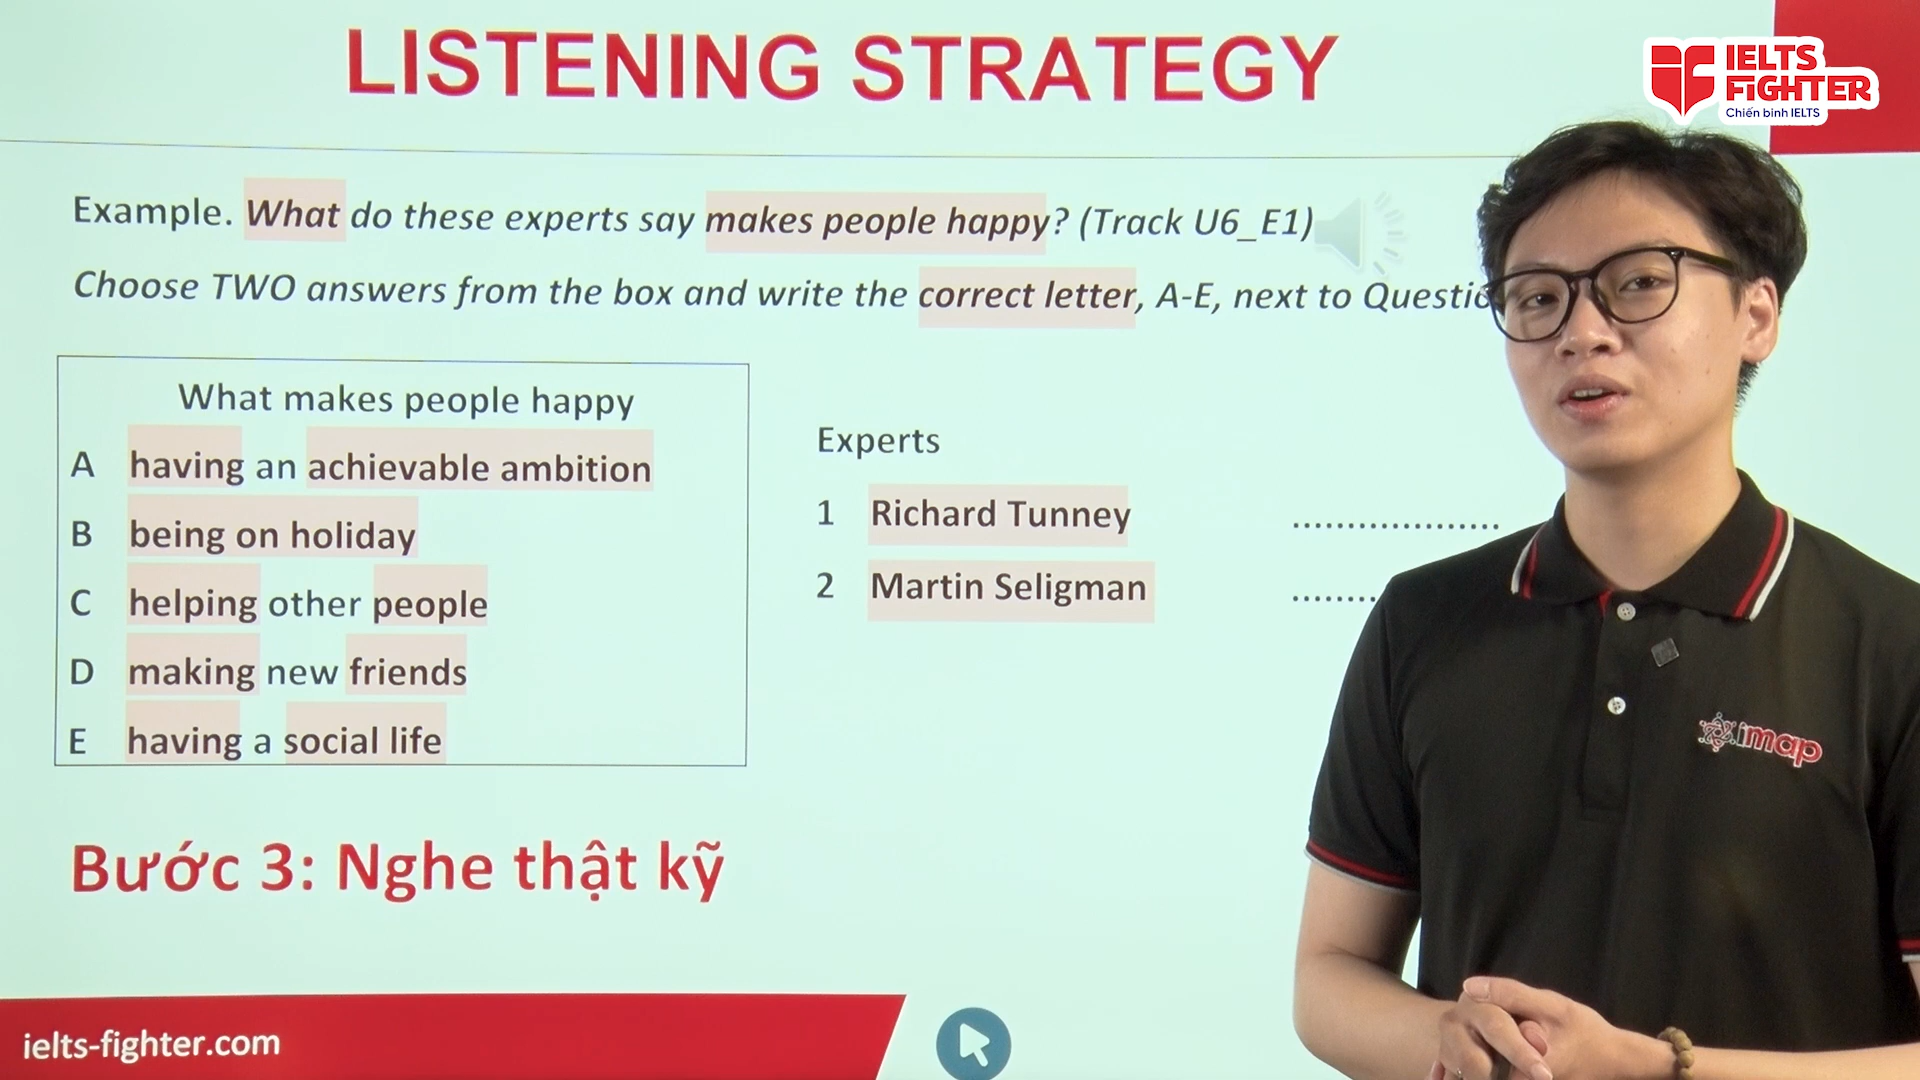 LISTENING STRATEGY
IELTS
FIGHTER
Chiến binh IELTS
Example. What do these experts say makes people happy? (Track U6_E1)
Choose TWO answers from the box and write the correct letter, A-E, next to
What makes people happy
A having an achievable ambition
B being on holiday
C helping other people
D making new friends
E having a social life
Experts
1 Richard Tunney ...................
2 Martin Seligman ........
imap
Bước 3: Nghe thật kỹ
ielts-fighter.com